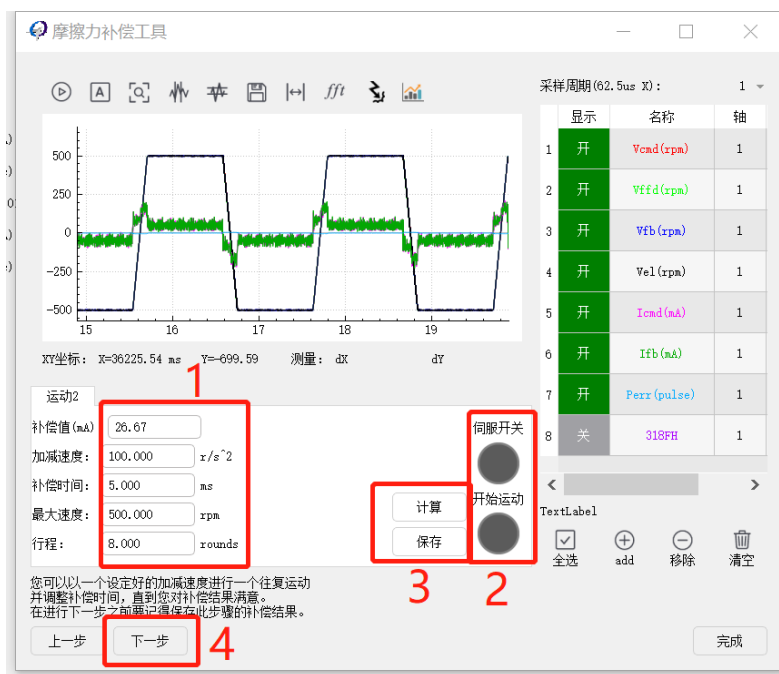 摩擦力补偿工具
A
fft
采样周期(62.5us X): 1
显示 名称 轴
1 开 Vcmd(rpm) 1
2 开 Vffd(rpm) 1
3 开 Vfb(rpm) 1
4 开 Vel(rpm) 1
5 开 Icmd(mA) 1
6 开 Ifb(mA) 1
7 开 Perr(pulse) 1
8 关 318FH 1
500
250
0
-250
-500
15 16 17 18 19
XY坐标: X=36225.54 ms Y=-699.59 测量: dX dY
1
运动2
补偿值(mA) 26.67
加减速度: 100.000 r/s^2
补偿时间: 5.000 ms
最大速度: 500.000 rpm
行程: 8.000 rounds
伺服开关
开始运动
计算
保存
3
2
TextLabel
全选 add 移除 清空
您可以以一个设定好的加减速度进行一个往复运动
并调整补偿时间，直到您对补偿结果满意。
在进行下一步之前要记得保存此步骤的补偿结果。
上一步 下一步 4 完成